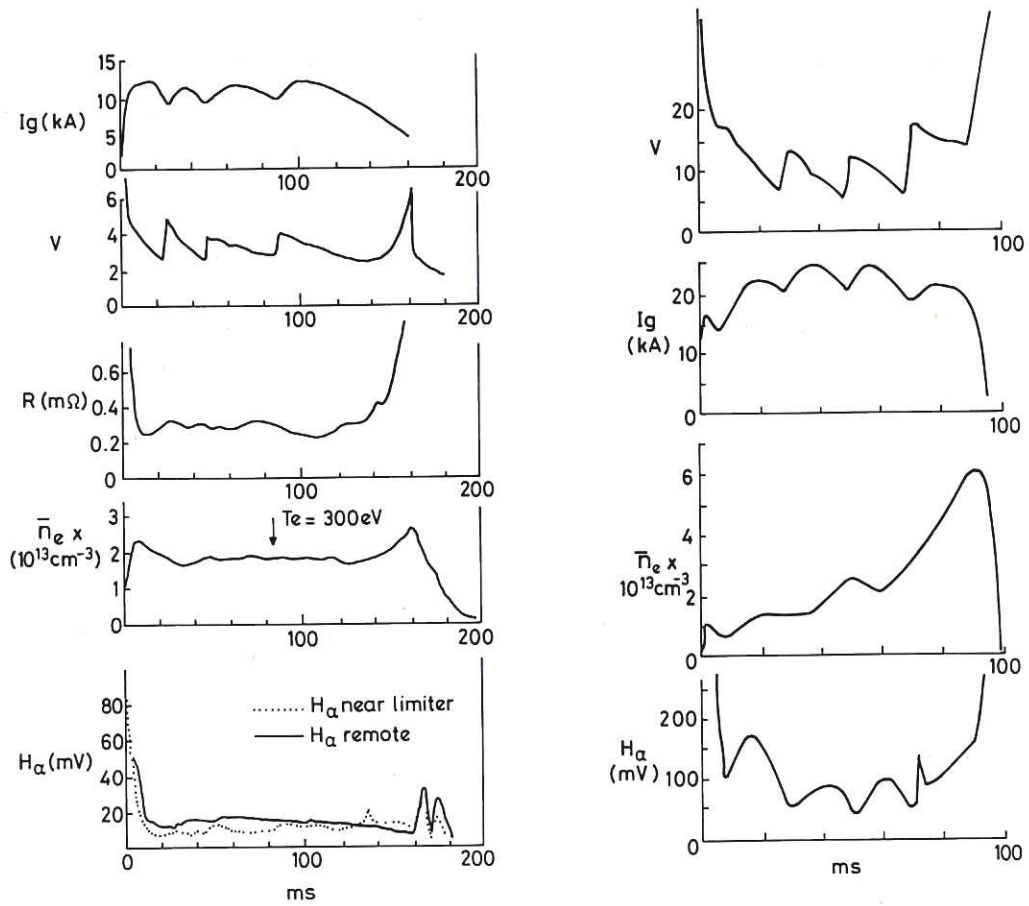 15
10
Ig (kA)
5
0
100
200
6
V
4
2
0
100
200
0.6
R (mΩ)
0.4
0.2
0
100
200
3
Te = 300eV
n̄e x
(10¹³cm⁻³)
2
1
0
100
200
80
Hα near limiter
60
Hα remote
Hα (mV)
40
20
0
100
200
ms
20
V
10
0
100
20
Ig
(kA)
10
0
100
6
4
n̄e x
10¹³cm⁻³
2
0
100
200
Hα
(mV)
100
0
100
ms